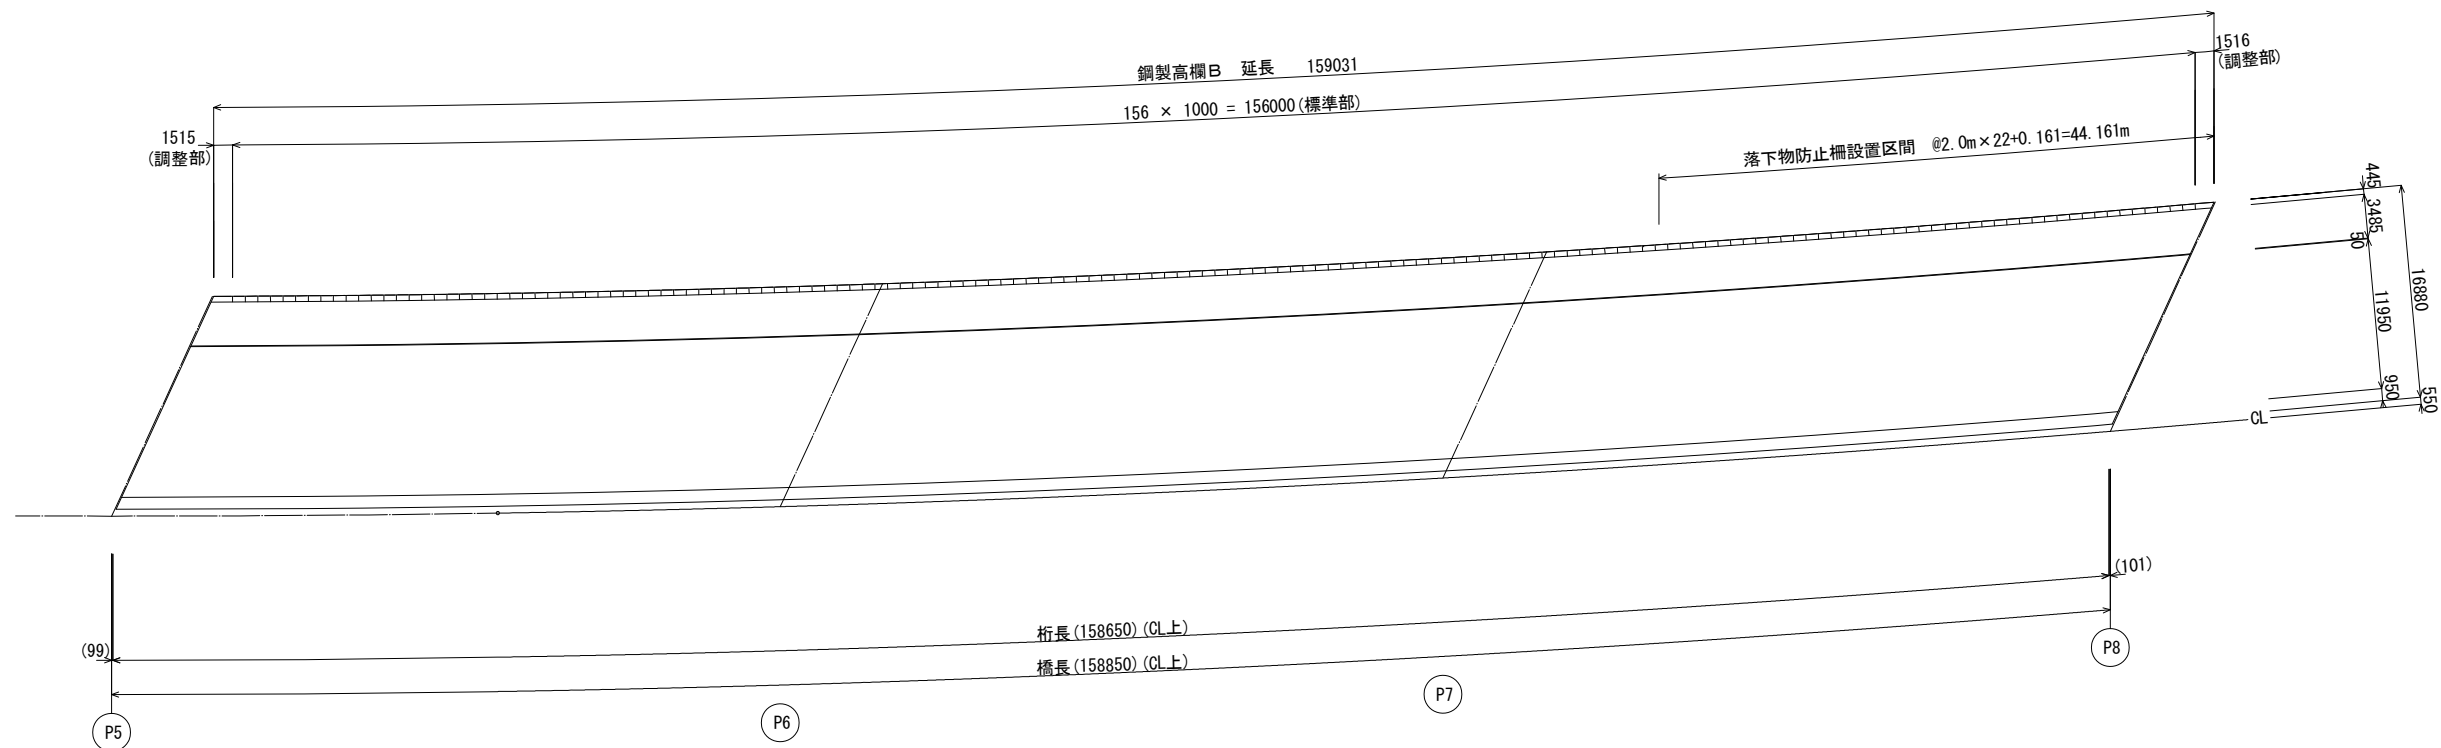 鋼製高欄B 延長 159031
1516
(調整部)
156 × 1000 = 156000(標準部)
1515
(調整部)
落下物防止柵設置区間 @2.0m×22+0.161=44.161m
445
3485
50
16880
11950
950
550
CL
(101)
桁長(158650)(CL上)
(99)
橋長(158850)(CL上)
P8
P7
P6
P5